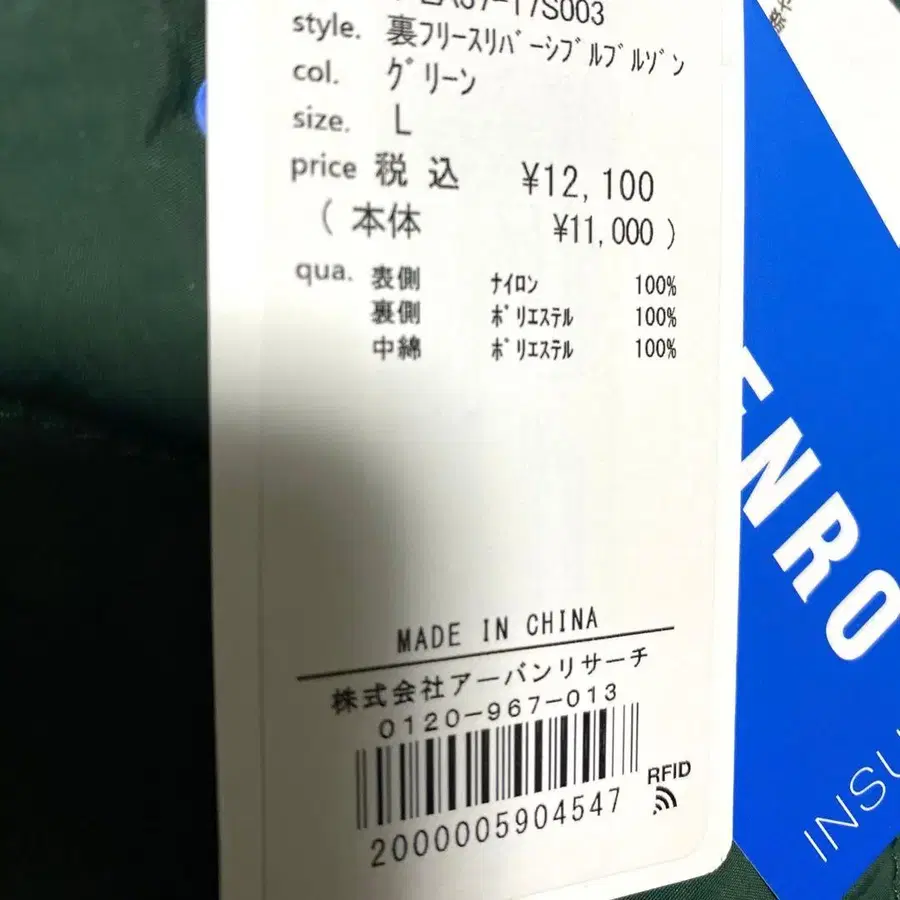 17S003
style. 裏フリースリバーシブルブルゾン
col. グリーン
size. L
price 税込 ¥12,100
(本体 ¥11,000)
qua. 表側 ナイロン 100%
裏側 ポリエステル 100%
中綿 ポリエステル 100%
MADE IN CHINA
株式会社アーバンリサーチ
0120-967-013
RFID
2000005904547
ENRO
INSU